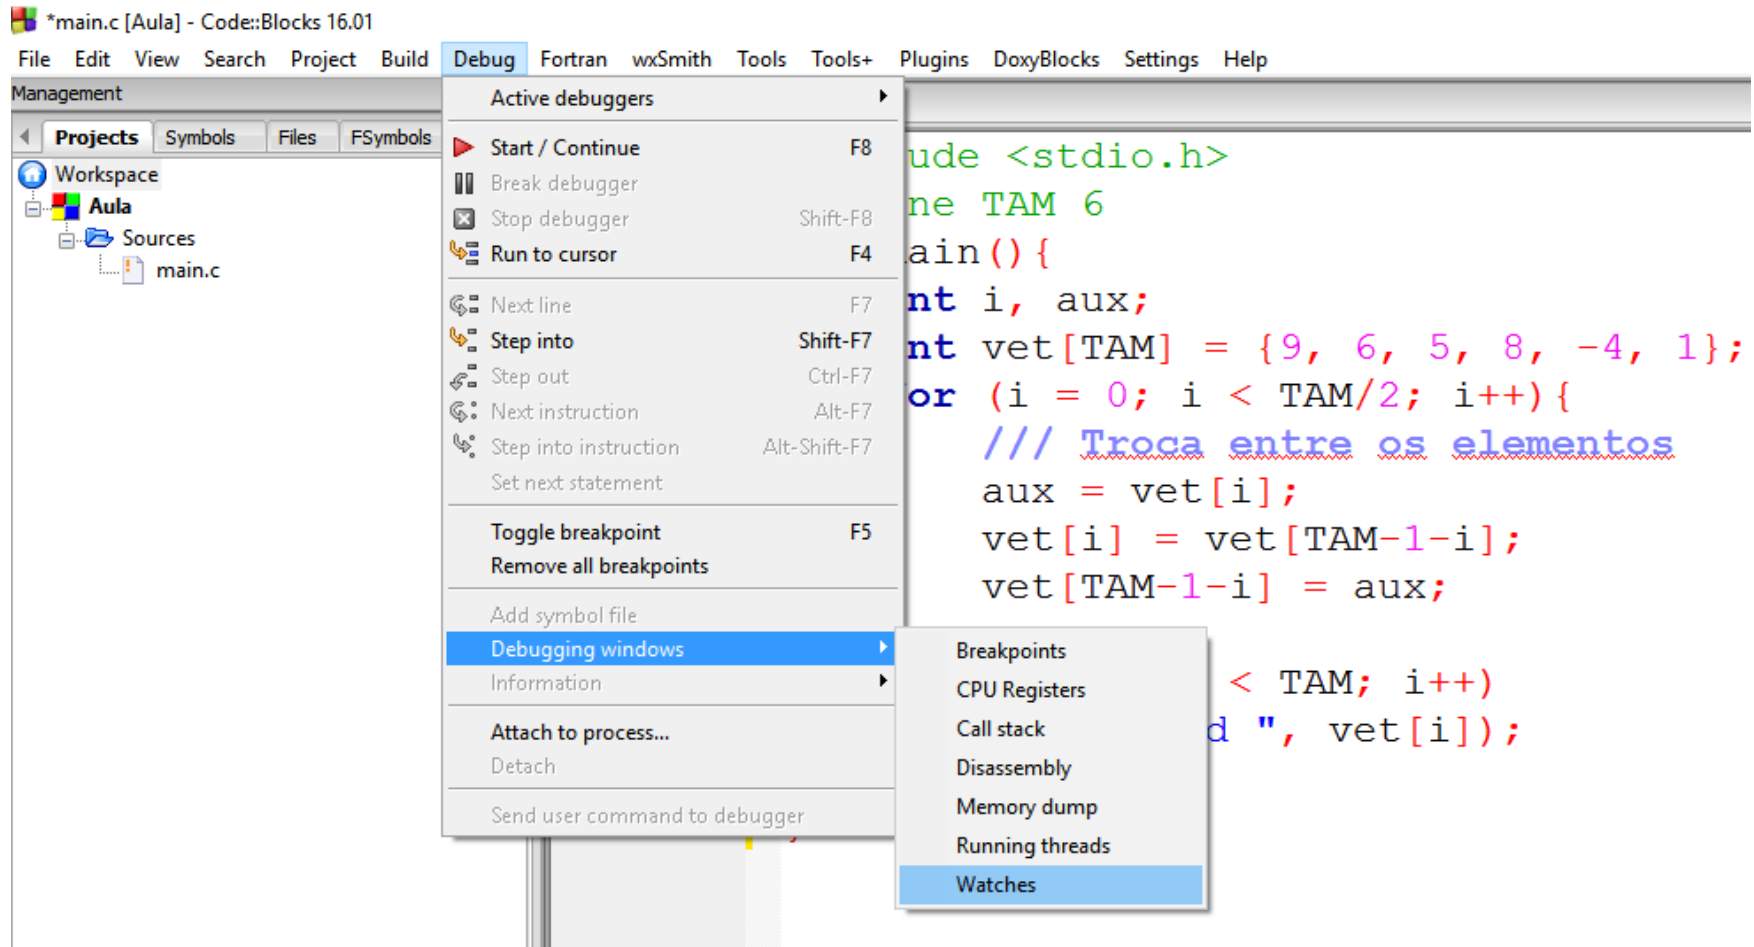 *main.c [Aula] - Code::Blocks 16.01
File Edit View Search Project Build Debug Fortran wxSmith Tools Tools+ Plugins DoxyBlocks Settings Help
Management
Projects Symbols Files FSymbols
Workspace
Aula
Sources
main.c
Active debuggers
Start / Continue F8
Break debugger
Stop debugger Shift-F8
Run to cursor F4
Next line F7
Step into Shift-F7
Step out Ctrl-F7
Next instruction Alt-F7
Step into instruction Alt-Shift-F7
Set next statement
Toggle breakpoint F5
Remove all breakpoints
Add symbol file
Debugging windows
Information
Attach to process...
Detach
Send user command to debugger
Breakpoints
CPU Registers
Call stack
Disassembly
Memory dump
Running threads
Watches
ude <stdio.h>
ne TAM 6
ain(){
nt i, aux;
nt vet[TAM] = {9, 6, 5, 8, -4, 1};
or (i = 0; i < TAM/2; i++){
/// Troca entre os elementos
aux = vet[i];
vet[i] = vet[TAM-1-i];
vet[TAM-1-i] = aux;
< TAM; i++)
d ", vet[i]);